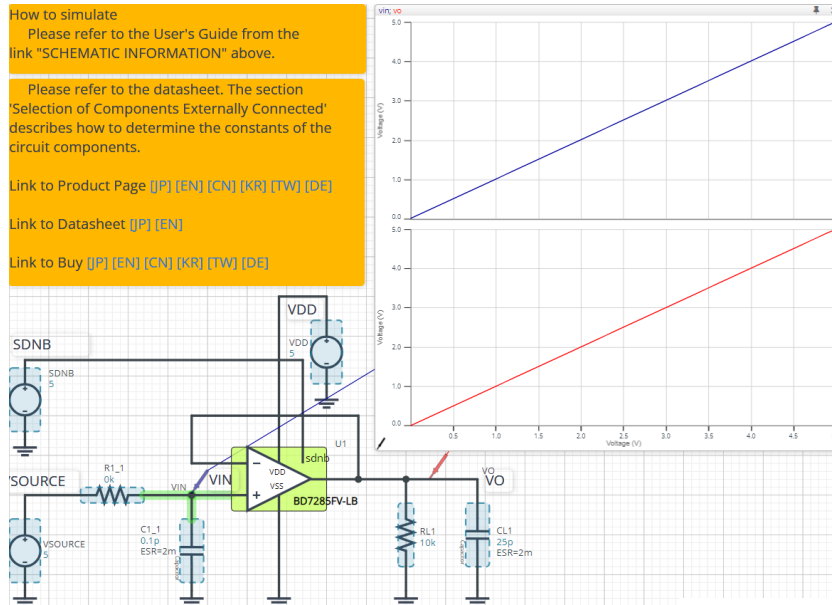 How to simulate
Please refer to the User's Guide from the
link "SCHEMATIC INFORMATION" above.
Please refer to the datasheet. The section
'Selection of Components Externally Connected'
describes how to determine the constants of the
circuit components.
Link to Product Page [JP] [EN] [CN] [KR] [TW] [DE]
Link to Datasheet [JP] [EN]
Link to Buy [JP] [EN] [CN] [KR] [TW] [DE]
vin; vo
5.0
4.0
3.0
2.0
1.0
0.0
Voltage (V)
5.0
4.0
3.0
2.0
1.0
0.0
Voltage (V)
0.5 1.0 1.5 2.0 2.5 3.0 3.5 4.0 4.5
Voltage (V)
VDD
VDD
5
SDNB
SDNB
5
U1
sdnb
VDD
VSS
BD7285FV-LB
VSOURCE
VSOURCE
5
R1_1
0k
VIN
VIN
C1_1
0.1p
ESR=2m
Capacitor
VO
VO
RL1
10k
CL1
25p
ESR=2m
Capacitor